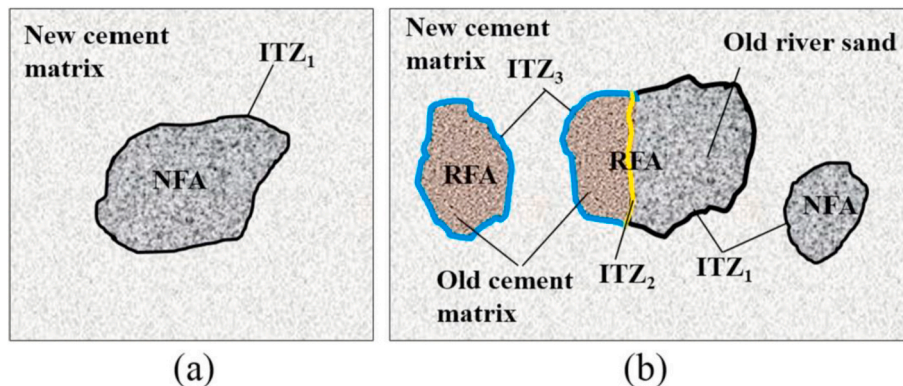 New cement
matrix
ITZ₁
NFA
(a)
New cement
matrix
ITZ₃
Old river sand
RFA
RFA
NFA
Old cement
matrix
ITZ₂
ITZ₁
(b)